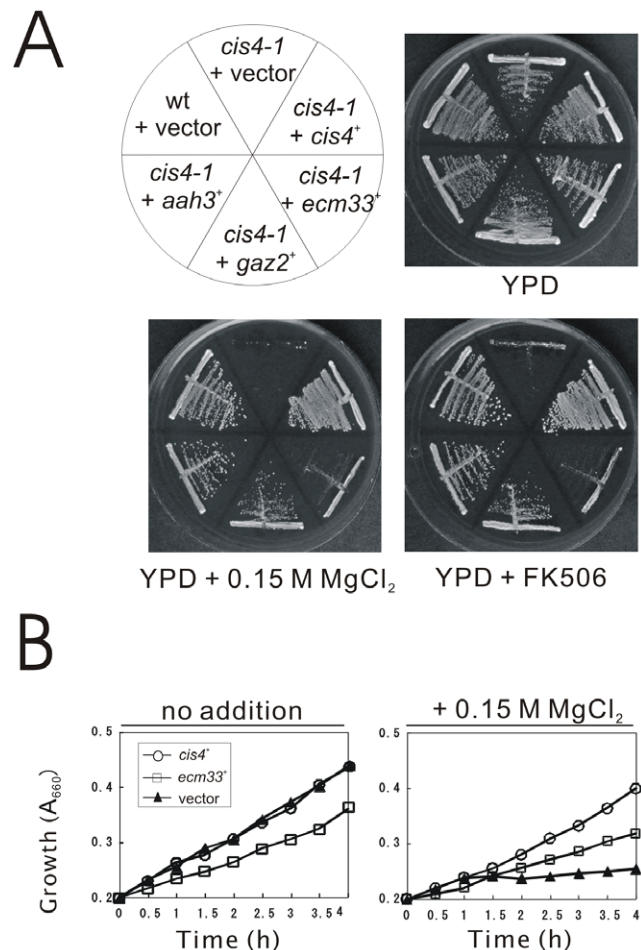 A
cis4-1
+ vector
wt
+ vector
cis4-1
+ cis4⁺
cis4-1
+ aah3⁺
cis4-1
+ ecm33⁺
cis4-1
+ gaz2⁺
YPD
YPD + 0.15 M MgCl₂
YPD + FK506
B
no addition
+ 0.15 M MgCl₂
Growth (A₆₆₀)
0.5
0.4
0.3
0.2
cis4⁺
ecm33⁺
vector
0 0.5 1 1.5 2 2.5 3 3.5 4
Time (h)
0.5
0.4
0.3
0.2
0 0.5 1 1.5 2 2.5 3 3.5 4
Time (h)